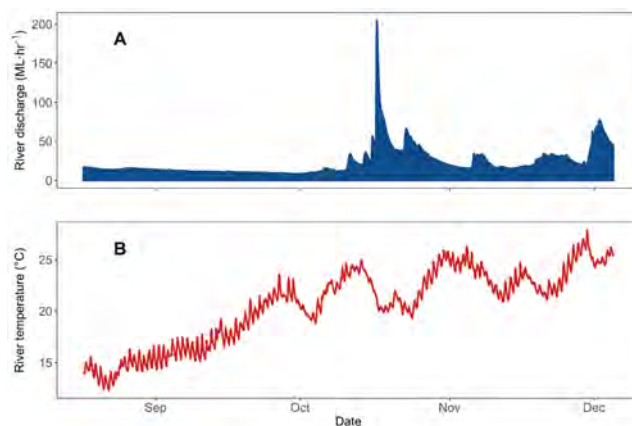 A
River discharge (ML·hr⁻¹)
200
150
100
50
0
B
River temperature (°C)
25
20
15
Sep
Oct
Nov
Dec
Date